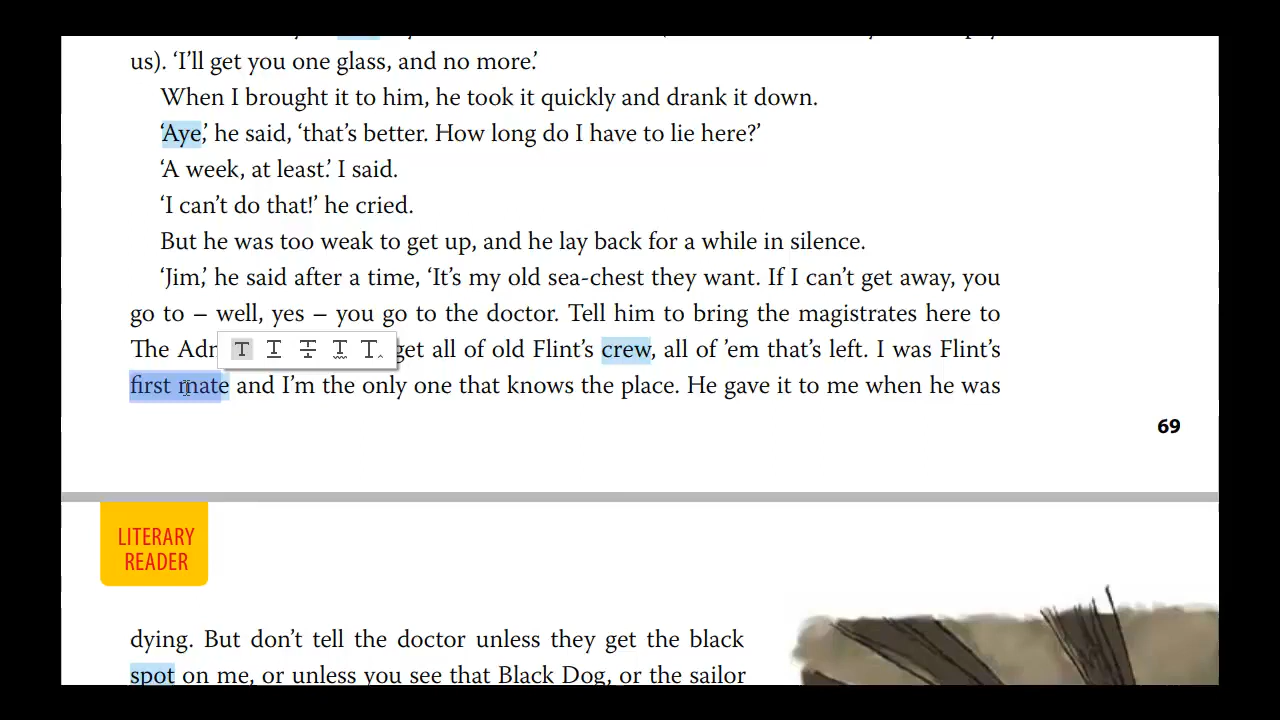 us). ‘I’ll get you one glass, and no more.’
When I brought it to him, he took it quickly and drank it down.
‘Aye,’ he said, ‘that’s better. How long do I have to lie here?’
‘A week, at least.’ I said.
‘I can’t do that!’ he cried.
But he was too weak to get up, and he lay back for a while in silence.
‘Jim,’ he said after a time, ‘It’s my old sea-chest they want. If I can’t get away, you
go to – well, yes – you go to the doctor. Tell him to bring the magistrates here to
The get all of old Flint’s crew, all of ’em that’s left. I was Flint’s
first mate and I’m the only one that knows the place. He gave it to me when he was
69
LITERARY
READER
dying. But don’t tell the doctor unless they get the black
spot on me, or unless you see that Black Dog, or the sailor